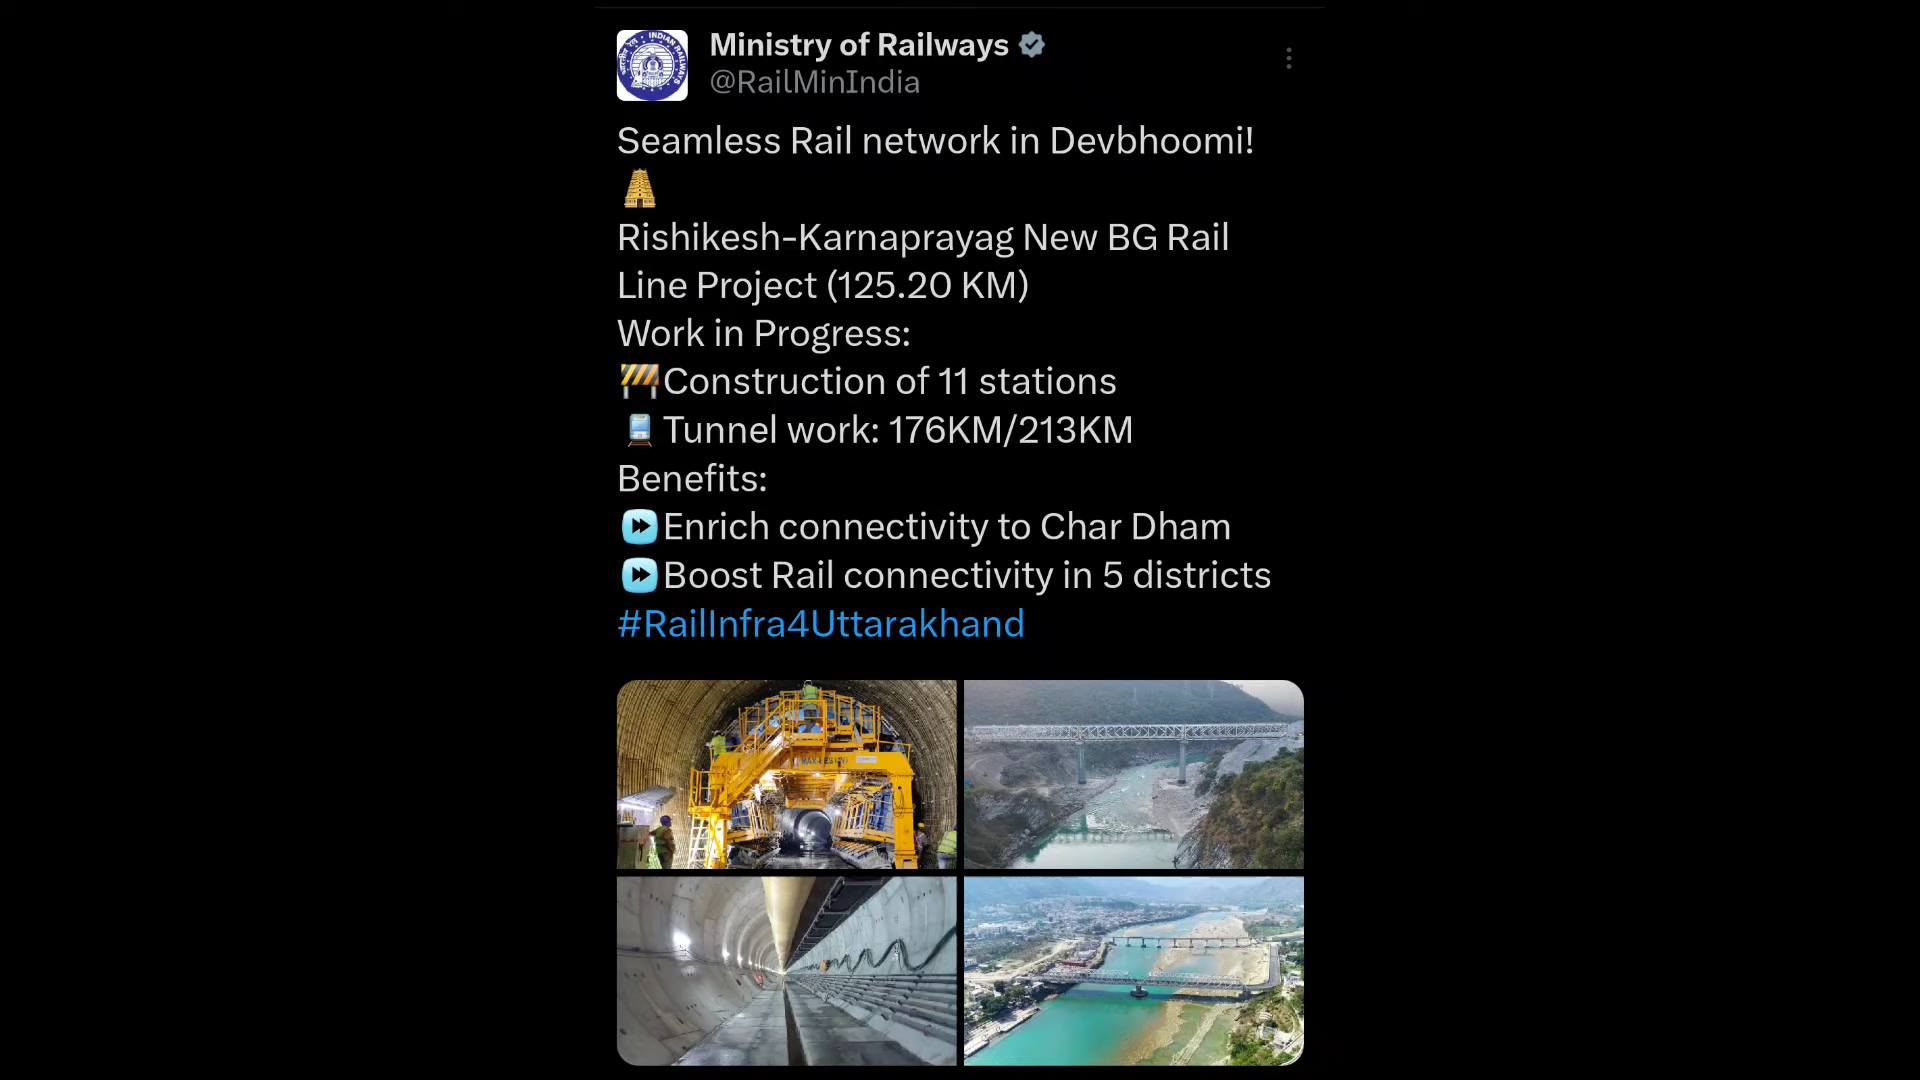 Ministry of Railways
@RailMinIndia
Seamless Rail network in Devbhoomi!
Rishikesh-Karnaprayag New BG Rail
Line Project (125.20 KM)
Work in Progress:
Construction of 11 stations
Tunnel work: 176KM/213KM
Benefits:
Enrich connectivity to Char Dham
Boost Rail connectivity in 5 districts
#RailInfra4Uttarakhand